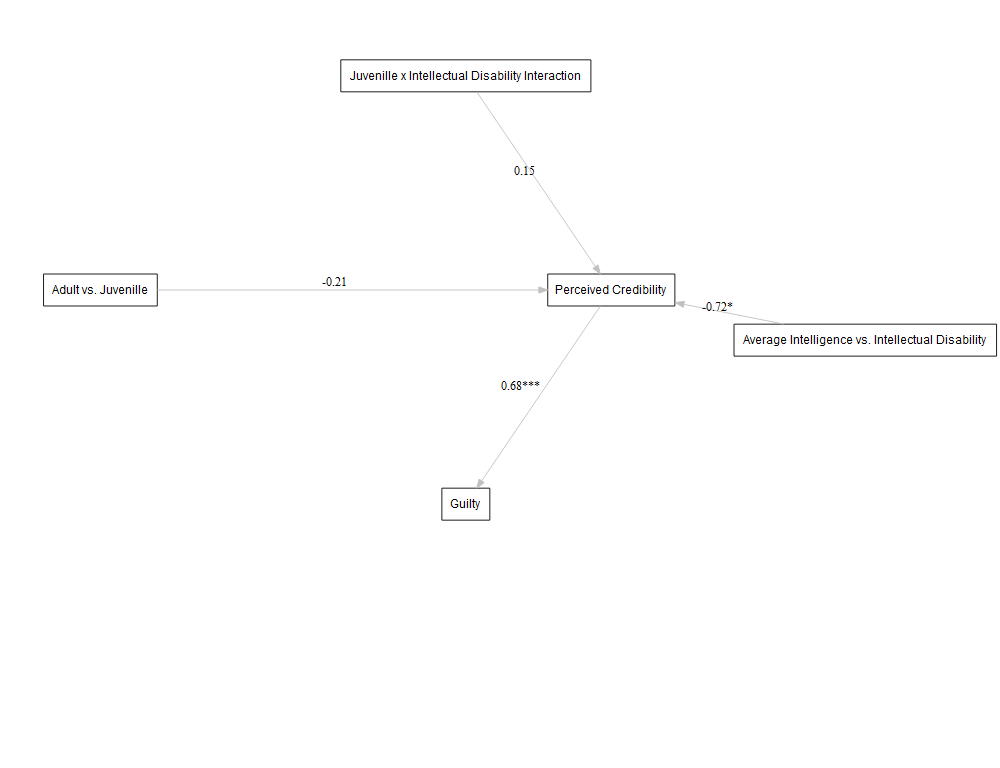 Juvenille x Intellectual Disability Interaction
0.15
Adult vs. Juvenille
-0.21
Perceived Credibility
-0.72*
Average Intelligence vs. Intellectual Disability
0.68***
Guilty